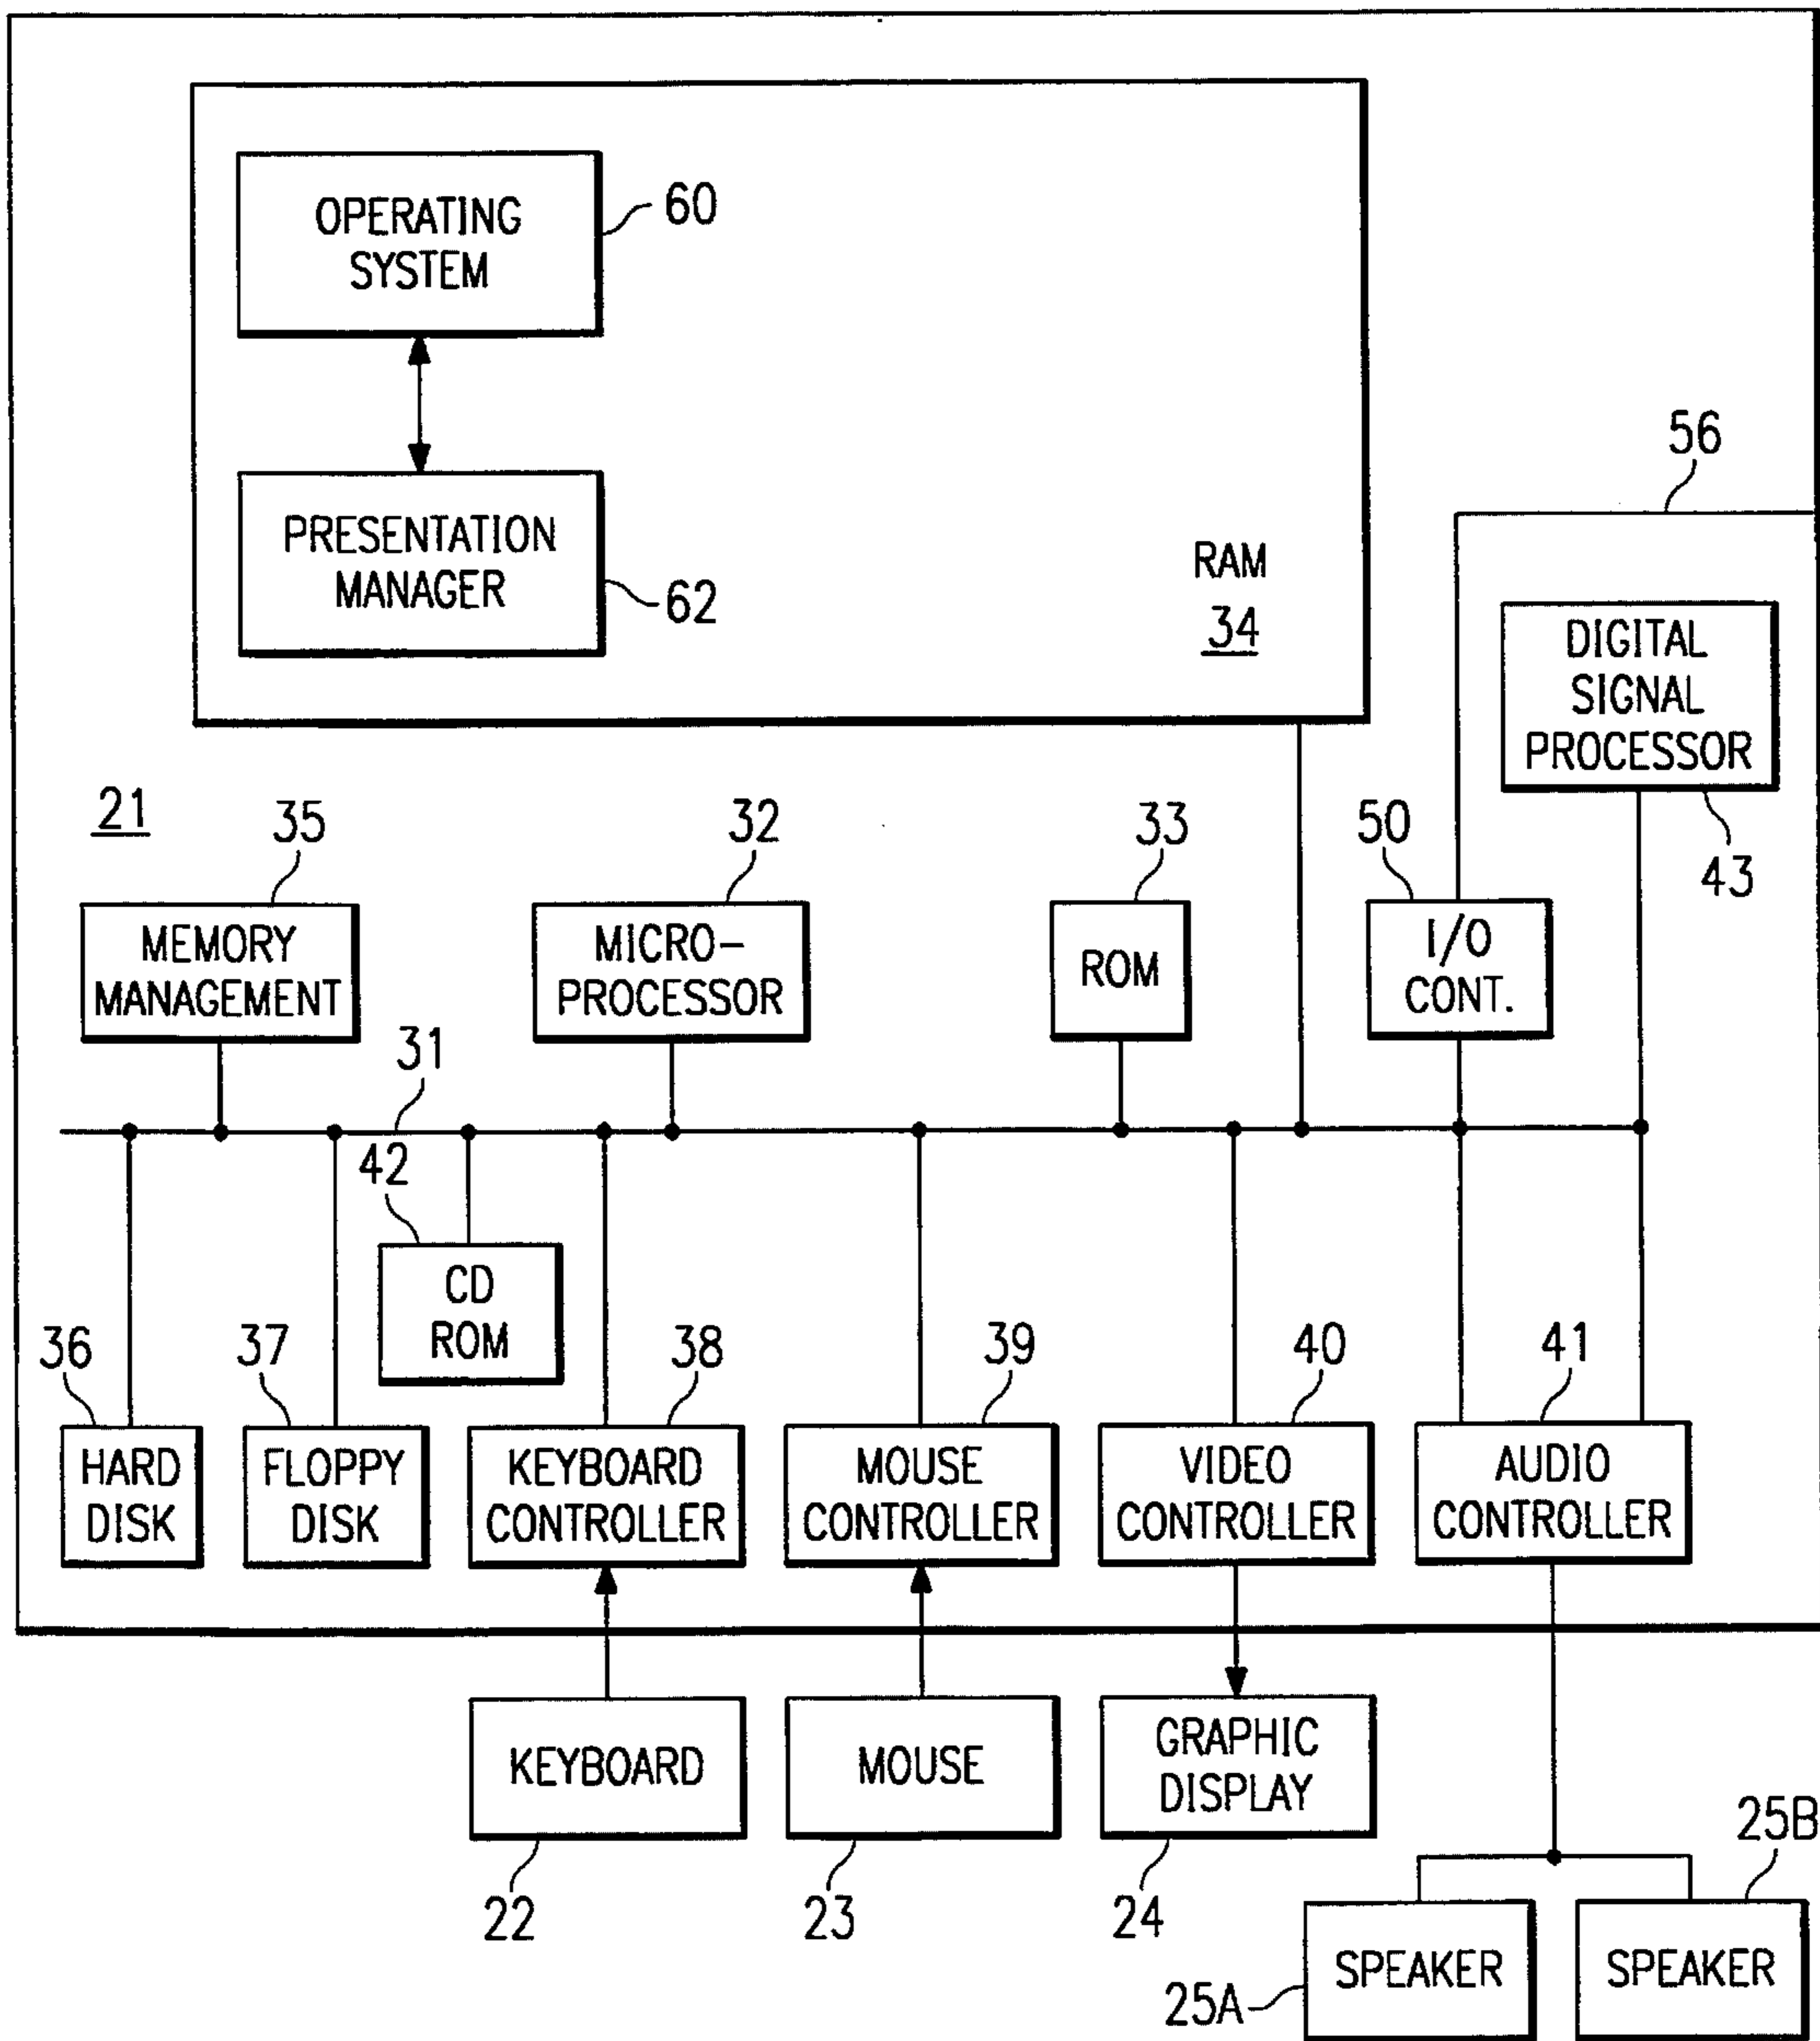 OPERATING
SYSTEM
60
PRESENTATION
MANAGER
62
RAM
34
56
DIGITAL
SIGNAL
PROCESSOR
43
21
35
MEMORY
MANAGEMENT
32
MICRO-
PROCESSOR
33
ROM
50
I/O
CONT.
31
42
CD
ROM
36
HARD
DISK
37
FLOPPY
DISK
38
KEYBOARD
CONTROLLER
39
MOUSE
CONTROLLER
40
VIDEO
CONTROLLER
41
AUDIO
CONTROLLER
KEYBOARD
22
MOUSE
23
GRAPHIC
DISPLAY
24
SPEAKER
25A
SPEAKER
25B